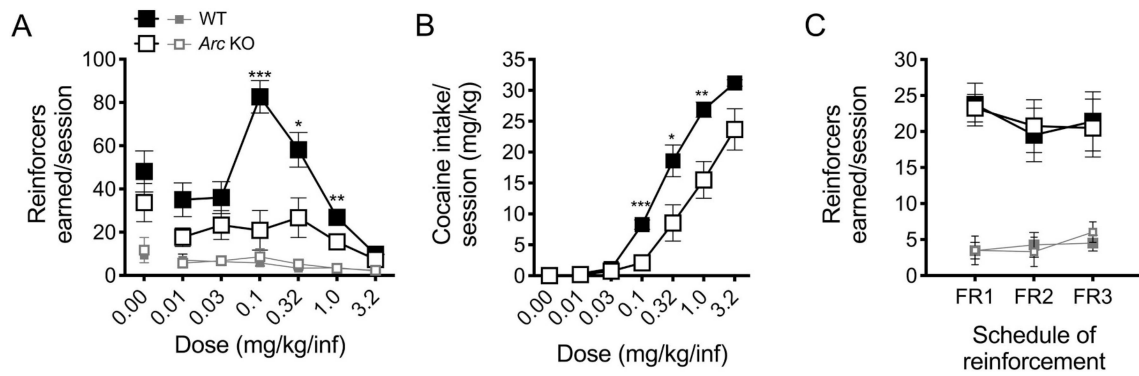 A
WT
Arc KO
Reinforcers
earned/session
100
80
60
40
20
0
***
*
**
0.00
0.01
0.03
0.1
0.32
1.0
3.2
Dose (mg/kg/inf)
B
Cocaine intake/
session (mg/kg)
35
30
25
20
15
10
5
0
***
*
**
0.00
0.01
0.03
0.1
0.32
1.0
3.2
Dose (mg/kg/inf)
C
Reinforcers
earned/session
30
25
20
15
10
5
0
FR1
FR2
FR3
Schedule of
reinforcement